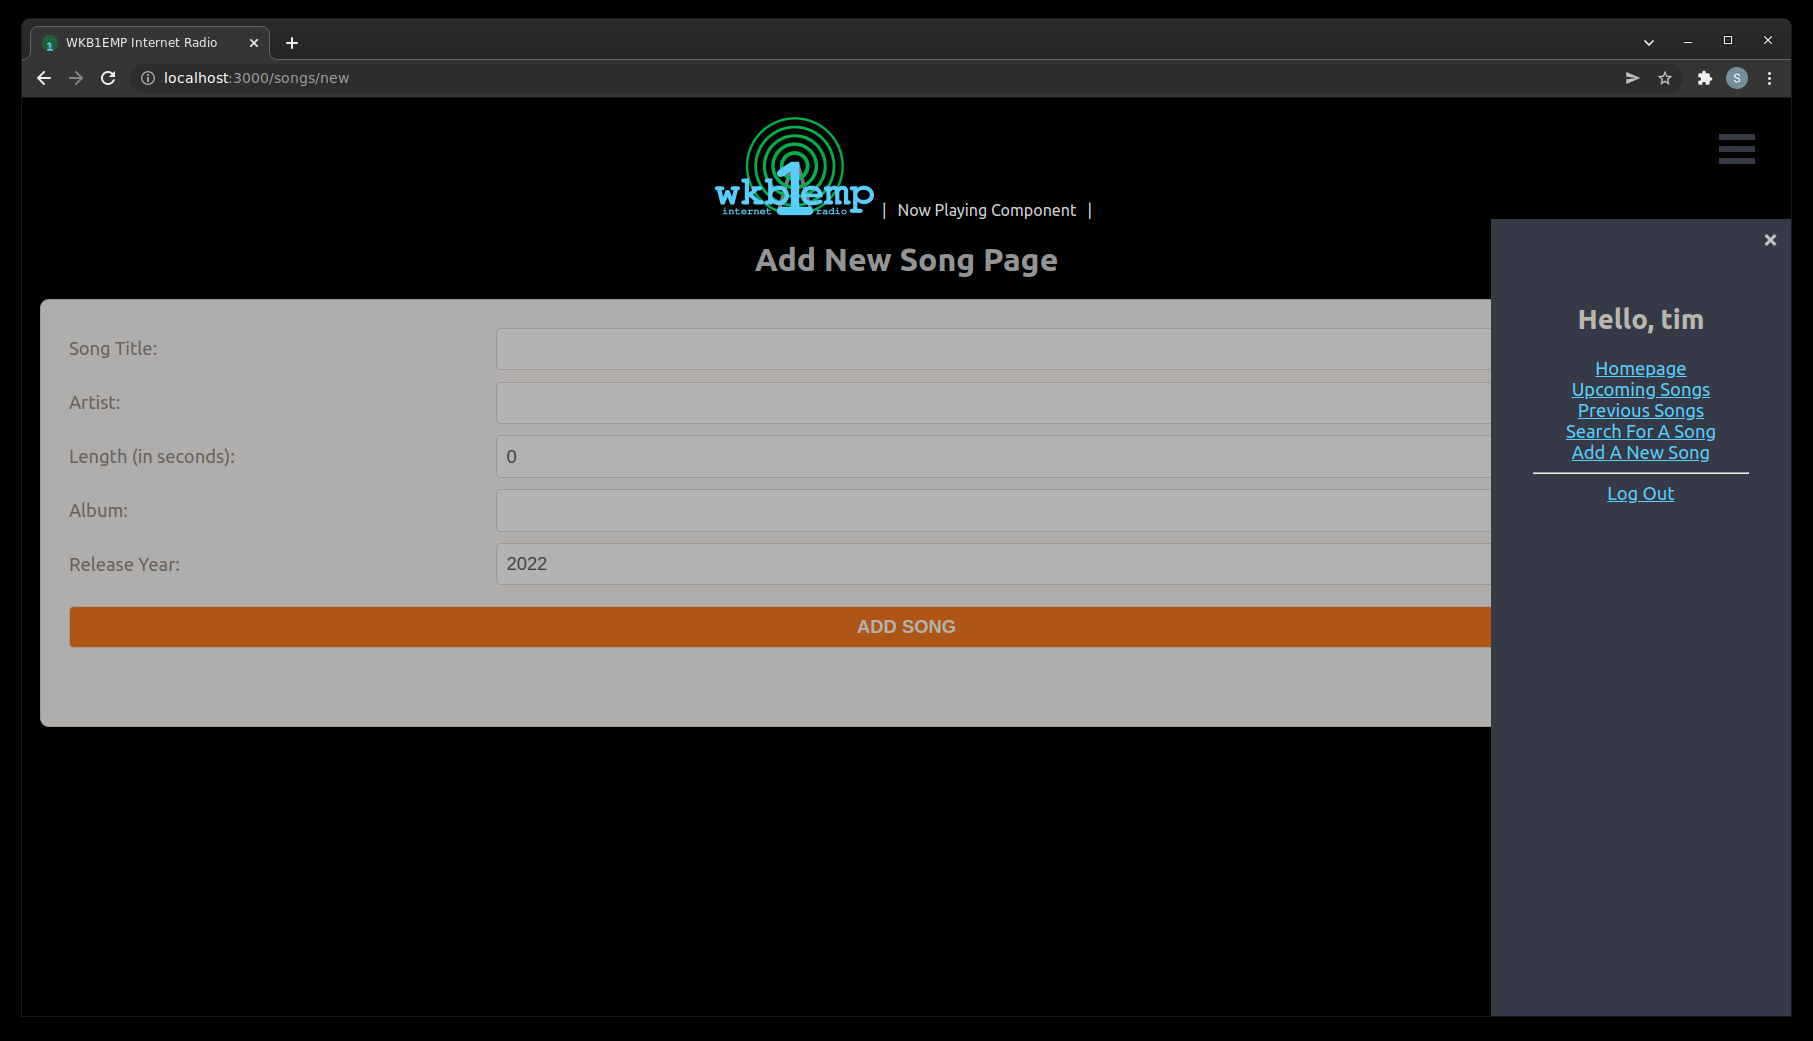 WKB1EMP Internet Radio
localhost:3000/songs/new
S
wkb1emp
internet radio
| Now Playing Component |
Add New Song Page
Song Title:
Artist:
Length (in seconds): 0
Album:
Release Year: 2022
ADD SONG
×
Hello, tim
Homepage
Upcoming Songs
Previous Songs
Search For A Song
Add A New Song
Log Out